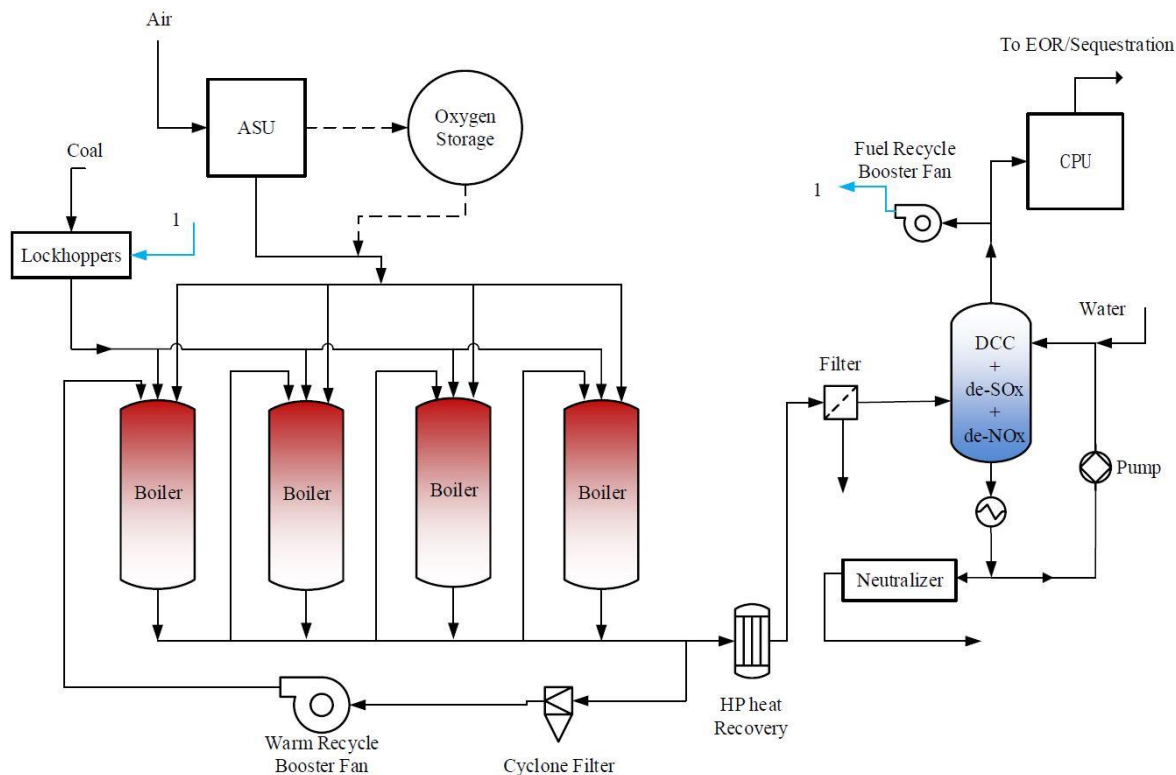 Air
ASU
Oxygen
Storage
To EOR/Sequestration
Coal
1
Lockhoppers
Fuel Recycle
Booster Fan
1
CPU
Water
DCC
+
de-SOx
+
de-NOx
Filter
Pump
Boiler
Boiler
Boiler
Boiler
Neutralizer
HP heat
Recovery
Warm Recycle
Booster Fan
Cyclone Filter